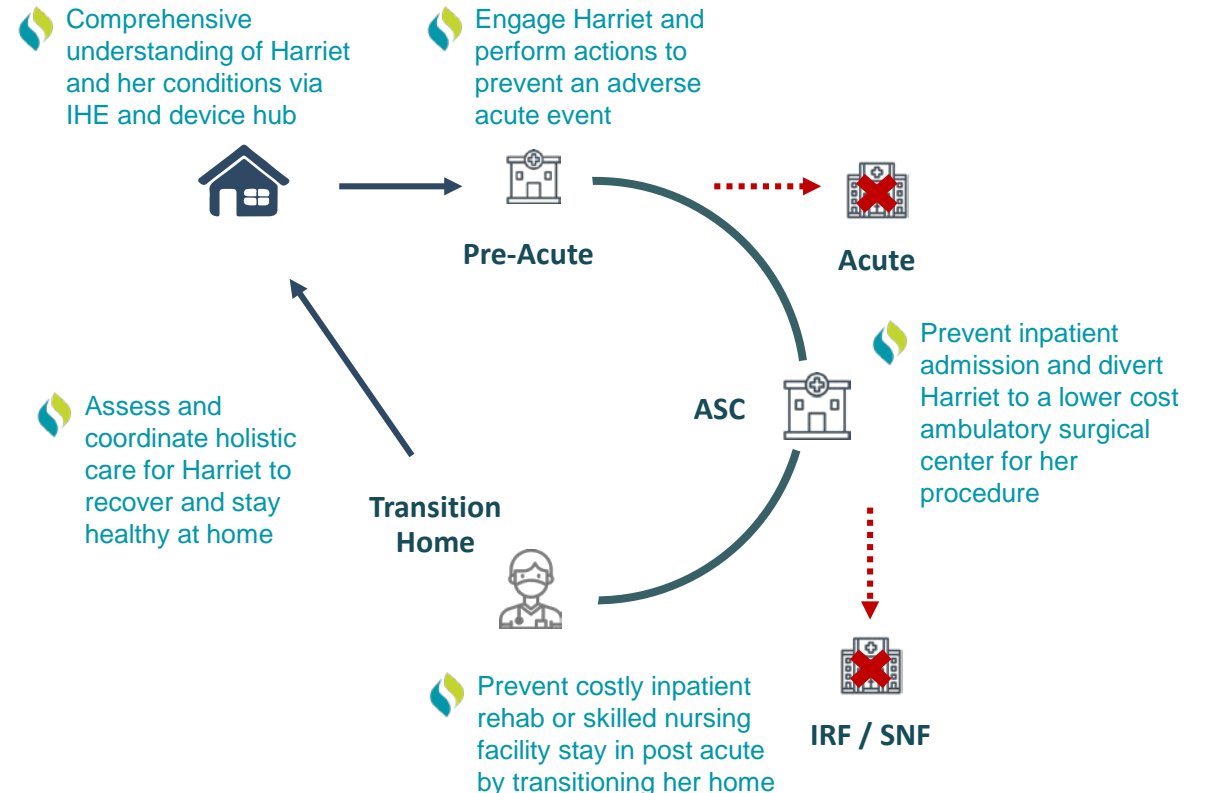 Comprehensive
understanding of Harriet
and her conditions via
IHE and device hub
Engage Harriet and
perform actions to
prevent an adverse
acute event
Pre-Acute
Acute
ASC
Prevent inpatient
admission and divert
Harriet to a lower cost
ambulatory surgical
center for her
procedure
Assess and
coordinate holistic
care for Harriet to
recover and stay
healthy at home
Transition
Home
Prevent costly inpatient
rehab or skilled nursing
facility stay in post acute
by transitioning her home
IRF / SNF